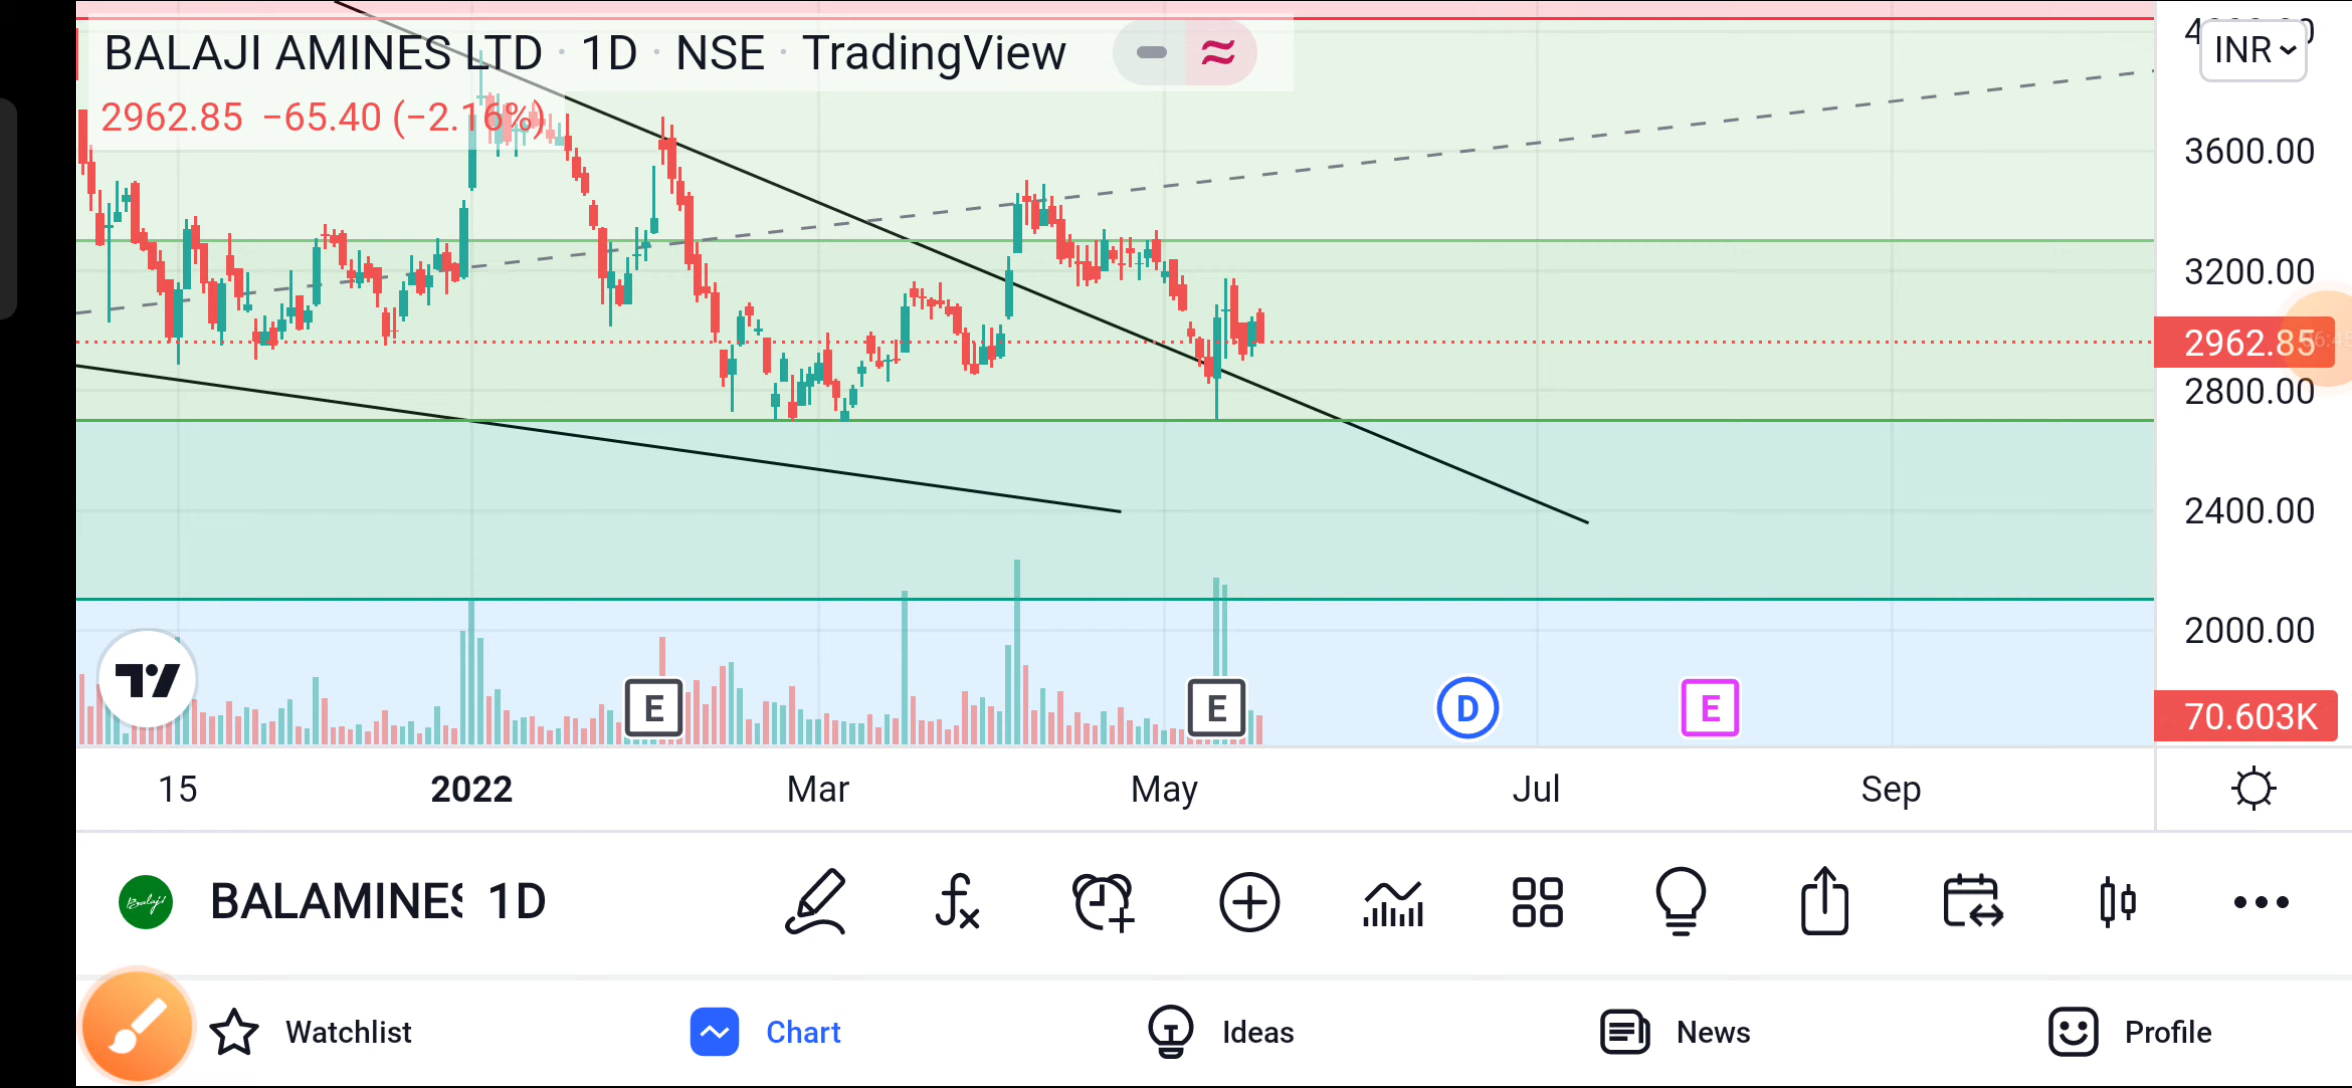 BALAJI AMINES LTD · 1D · NSE · TradingView
2962.85 −65.40 (−2.16%)
INR
3600.00
3200.00
2962.85
2800.00
2400.00
2000.00
70.603K
E
E
D
E
15
2022
Mar
May
Jul
Sep
BALAMINES 1D
Watchlist
Chart
Ideas
News
Profile